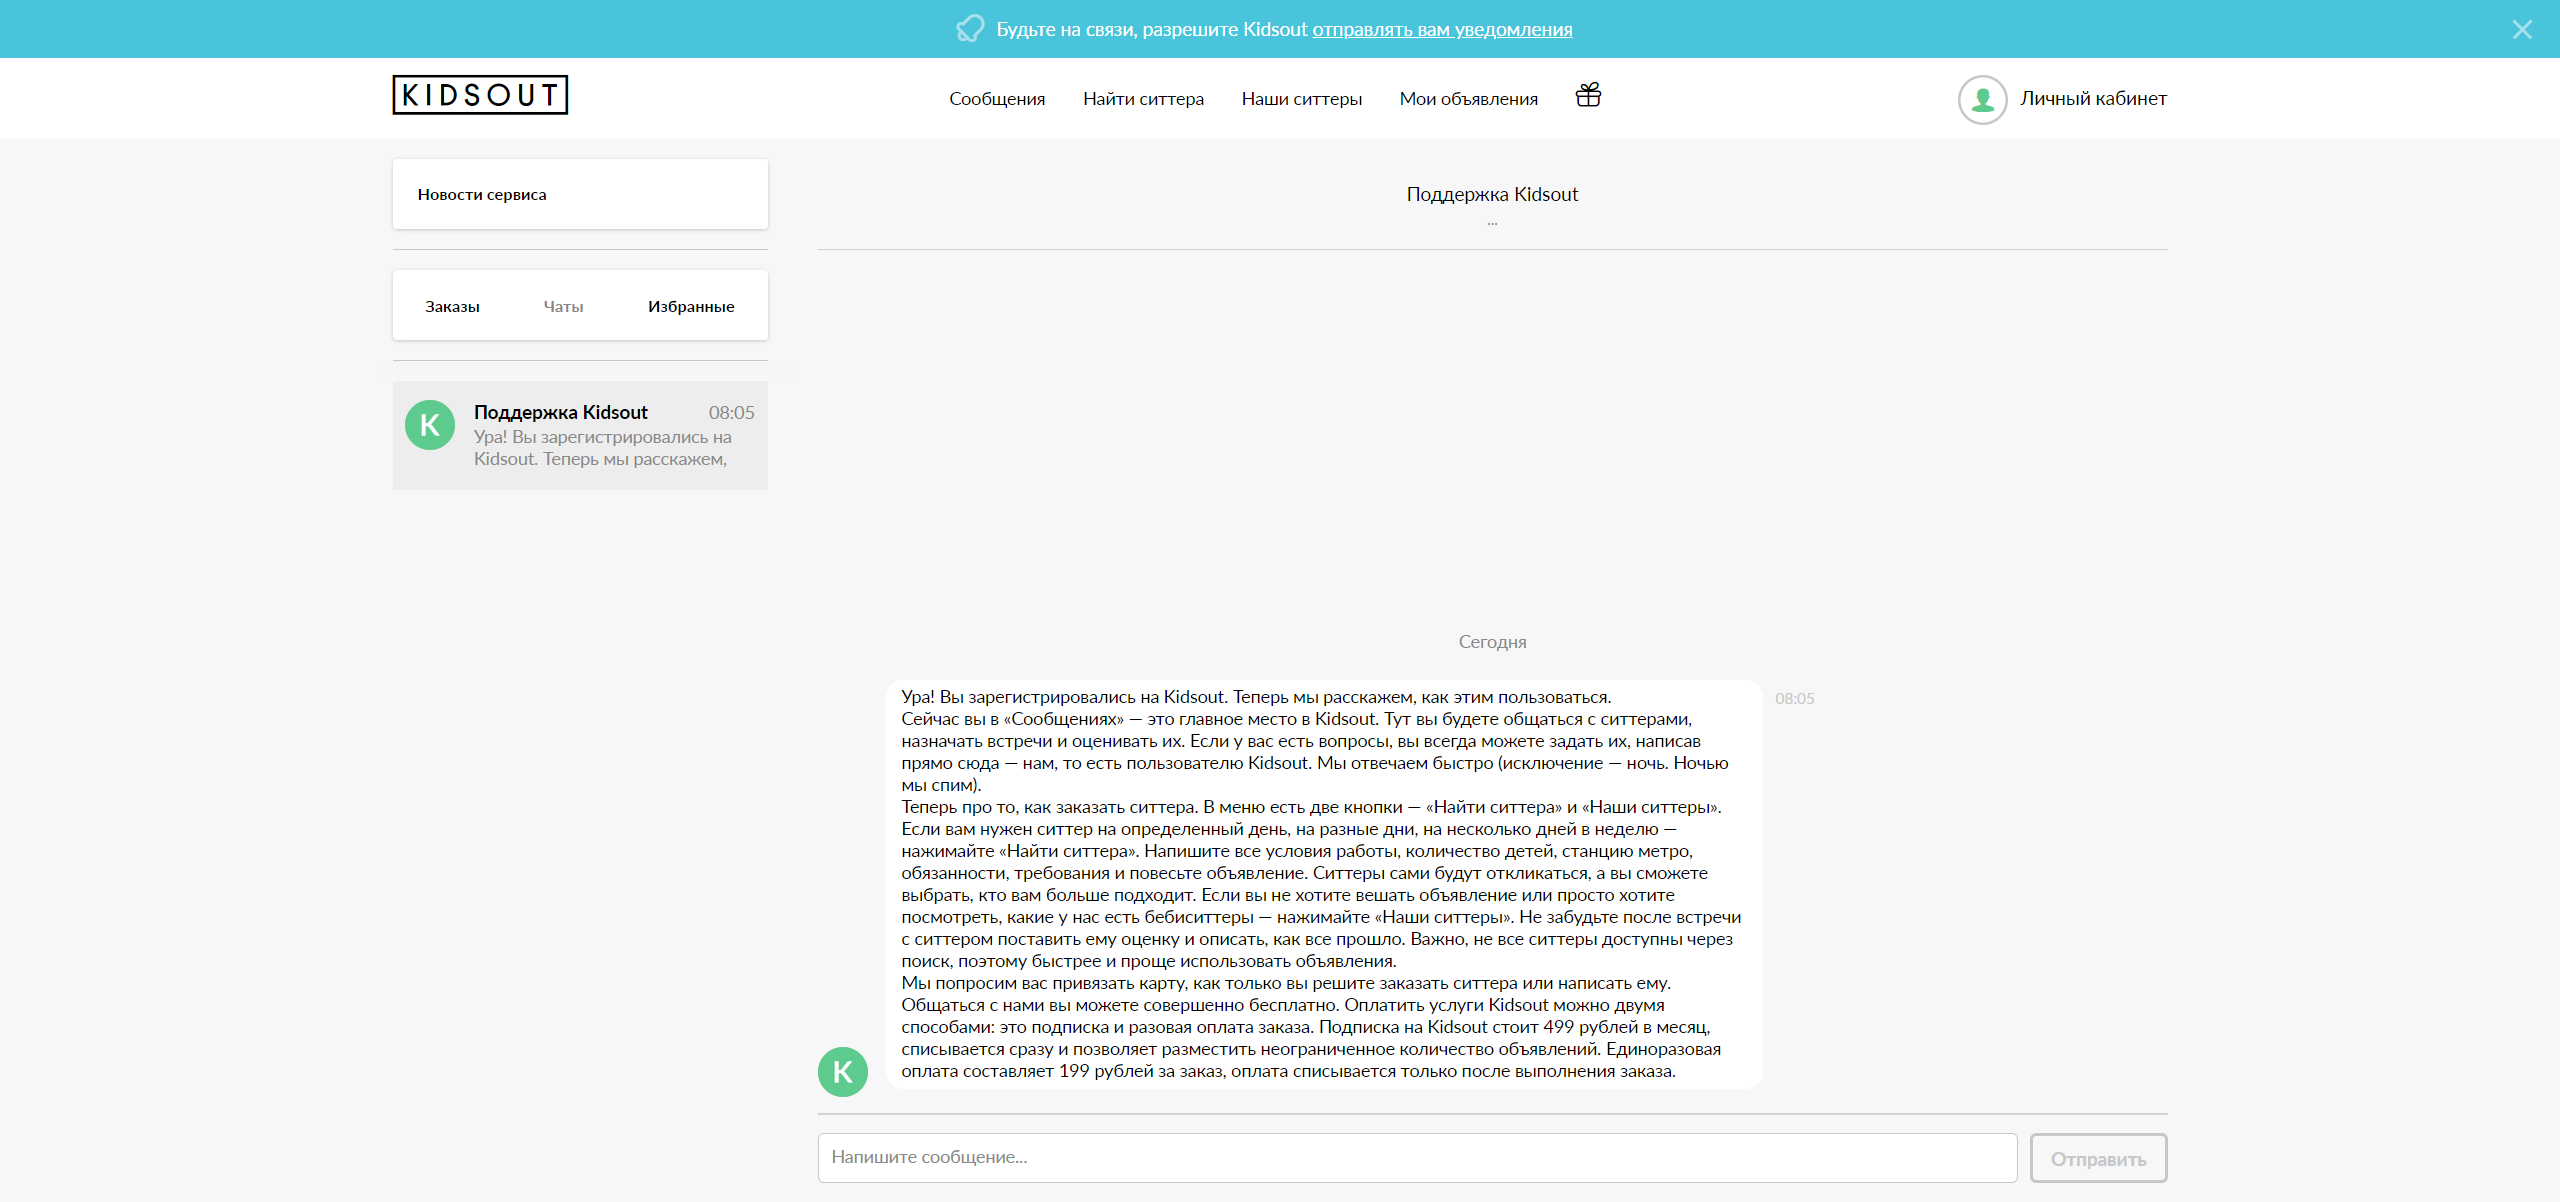 Будьте на связи, разрешите Kidsout отправлять вам уведомления
KIDSOUT
Сообщения
Найти ситтера
Наши ситтеры
Мои объявления
Личный кабинет
Новости сервиса
Заказы
Чаты
Избранные
K
Поддержка Kidsout
08:05
Ура! Вы зарегистрировались на
Kidsout. Теперь мы расскажем,
Поддержка Kidsout
...
Сегодня
Ура! Вы зарегистрировались на Kidsout. Теперь мы расскажем, как этим пользоваться.
08:05
Сейчас вы в «Сообщениях» — это главное место в Kidsout. Тут вы будете общаться с ситтерами,
назначать встречи и оценивать их. Если у вас есть вопросы, вы всегда можете задать их, написав
прямо сюда — нам, то есть пользователю Kidsout. Мы отвечаем быстро (исключение — ночь. Ночью
мы спим).
Теперь про то, как заказать ситтера. В меню есть две кнопки — «Найти ситтера» и «Наши ситтеры».
Если вам нужен ситтер на определенный день, на разные дни, на несколько дней в неделю —
нажимайте «Найти ситтера». Напишите все условия работы, количество детей, станцию метро,
обязанности, требования и повесьте объявление. Ситтеры сами будут откликаться, а вы сможете
выбрать, кто вам больше подходит. Если вы не хотите вешать объявление или просто хотите
посмотреть, какие у нас есть бебиситтеры — нажимайте «Наши ситтеры». Не забудьте после встречи
с ситтером поставить ему оценку и описать, как все прошло. Важно, не все ситтеры доступны через
поиск, поэтому быстрее и проще использовать объявления.
Мы попросим вас привязать карту, как только вы решите заказать ситтера или написать ему.
Общаться с нами вы можете совершенно бесплатно. Оплатить услуги Kidsout можно двумя
способами: это подписка и разовая оплата заказа. Подписка на Kidsout стоит 499 рублей в месяц,
списывается сразу и позволяет разместить неограниченное количество объявлений. Единоразовая
оплата составляет 199 рублей за заказ, оплата списывается только после выполнения заказа.
K
Напишите сообщение...
Отправить